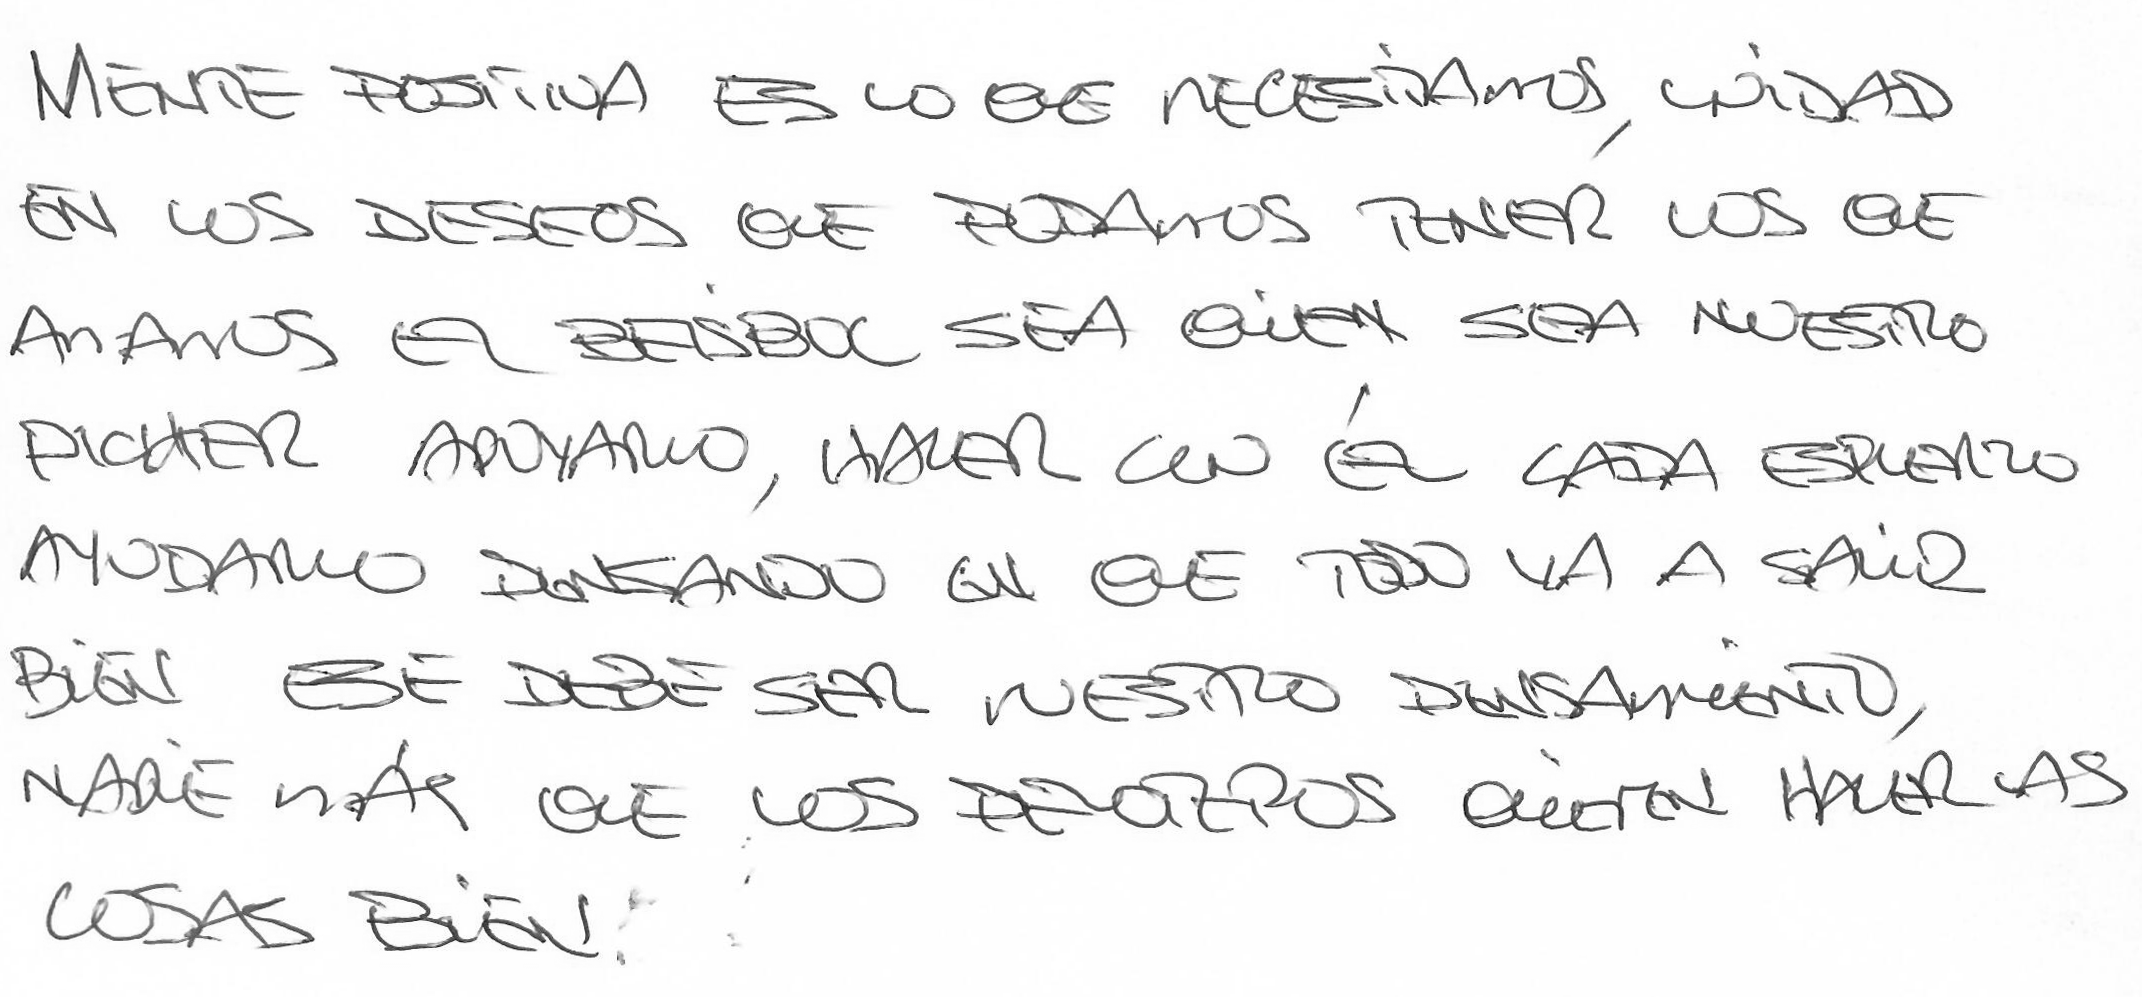 MENTE POSITIVA ES LO QUE NECESITAMOS, UNIDAD
EN LOS DESEOS QUE PODAMOS TENER LOS QUE
AMAMOS EL BEISBOL SEA QUIEN SEA NUESTRO
PICHER APOYARLO, HACER CON ÉL CADA ESFUERZO
AYUDARLO PENSANDO EN QUE TODO VA A SALIR
BIEN ESE DEBE SER NUESTRO PENSAMIENTO,
NADIE MÁS QUE LOS PELOTEROS QUIEREN HACER LAS
COSAS BIEN.